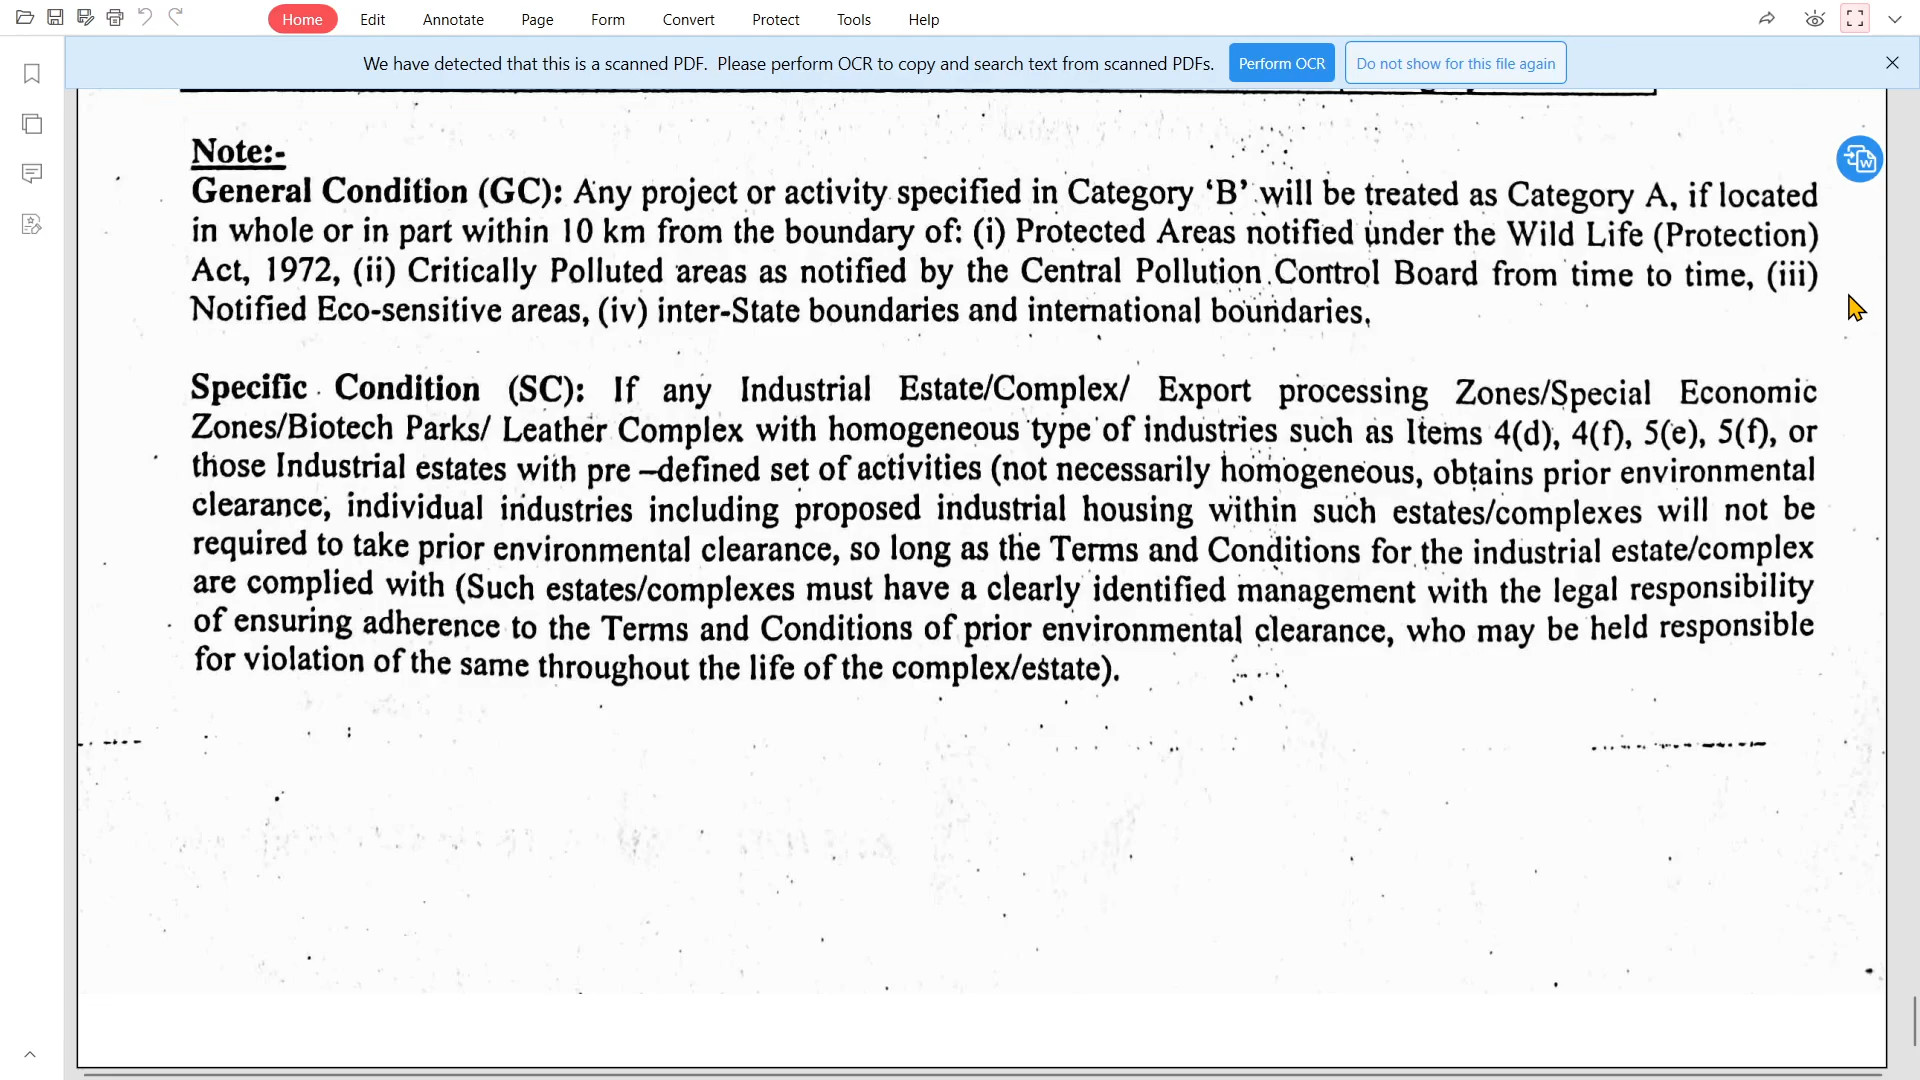 Home Edit Annotate Page Form Convert Protect Tools Help
We have detected that this is a scanned PDF. Please perform OCR to copy and search text from scanned PDFs. Perform OCR Do not show for this file again
Note:-
General Condition (GC): Any project or activity specified in Category ‘B’ will be treated as Category A, if located
in whole or in part within 10 km from the boundary of: (i) Protected Areas notified under the Wild Life (Protection)
Act, 1972, (ii) Critically Polluted areas as notified by the Central Pollution Control Board from time to time, (iii)
Notified Eco-sensitive areas, (iv) inter-State boundaries and international boundaries.
Specific Condition (SC): If any Industrial Estate/Complex/ Export processing Zones/Special Economic
Zones/Biotech Parks/ Leather Complex with homogeneous type of industries such as Items 4(d), 4(f), 5(e), 5(f), or
those Industrial estates with pre –defined set of activities (not necessarily homogeneous, obtains prior environmental
clearance, individual industries including proposed industrial housing within such estates/complexes will not be
required to take prior environmental clearance, so long as the Terms and Conditions for the industrial estate/complex
are complied with (Such estates/complexes must have a clearly identified management with the legal responsibility
of ensuring adherence to the Terms and Conditions of prior environmental clearance, who may be held responsible
for violation of the same throughout the life of the complex/estate).